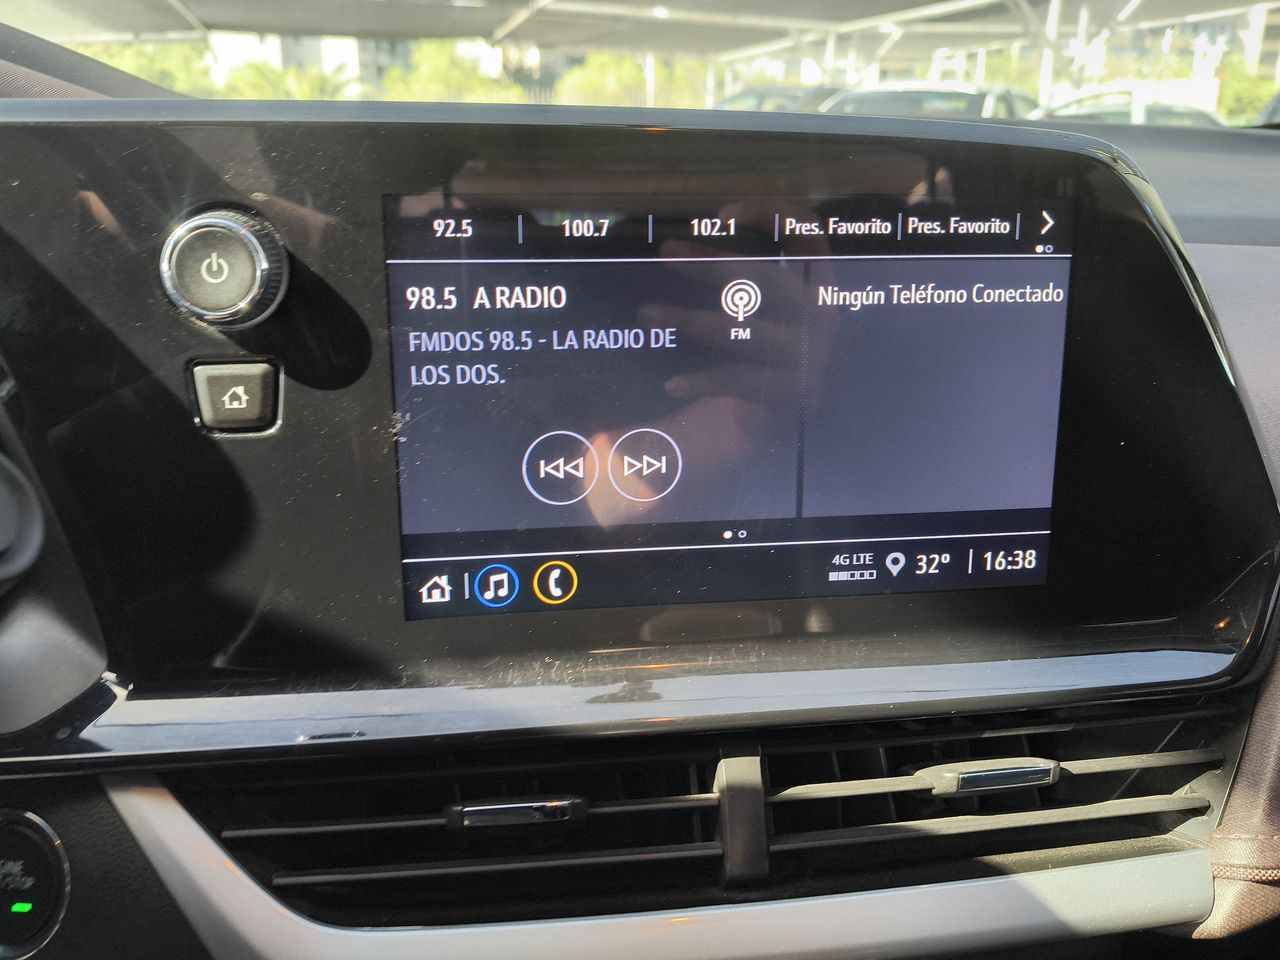 92.5 | 100.7 | 102.1 | Pres. Favorito | Pres. Favorito |
98.5 A RADIO
FM
FMDOS 98.5 - LA RADIO DE
LOS DOS.
Ningún Teléfono Conectado
4G LTE
32° | 16:38